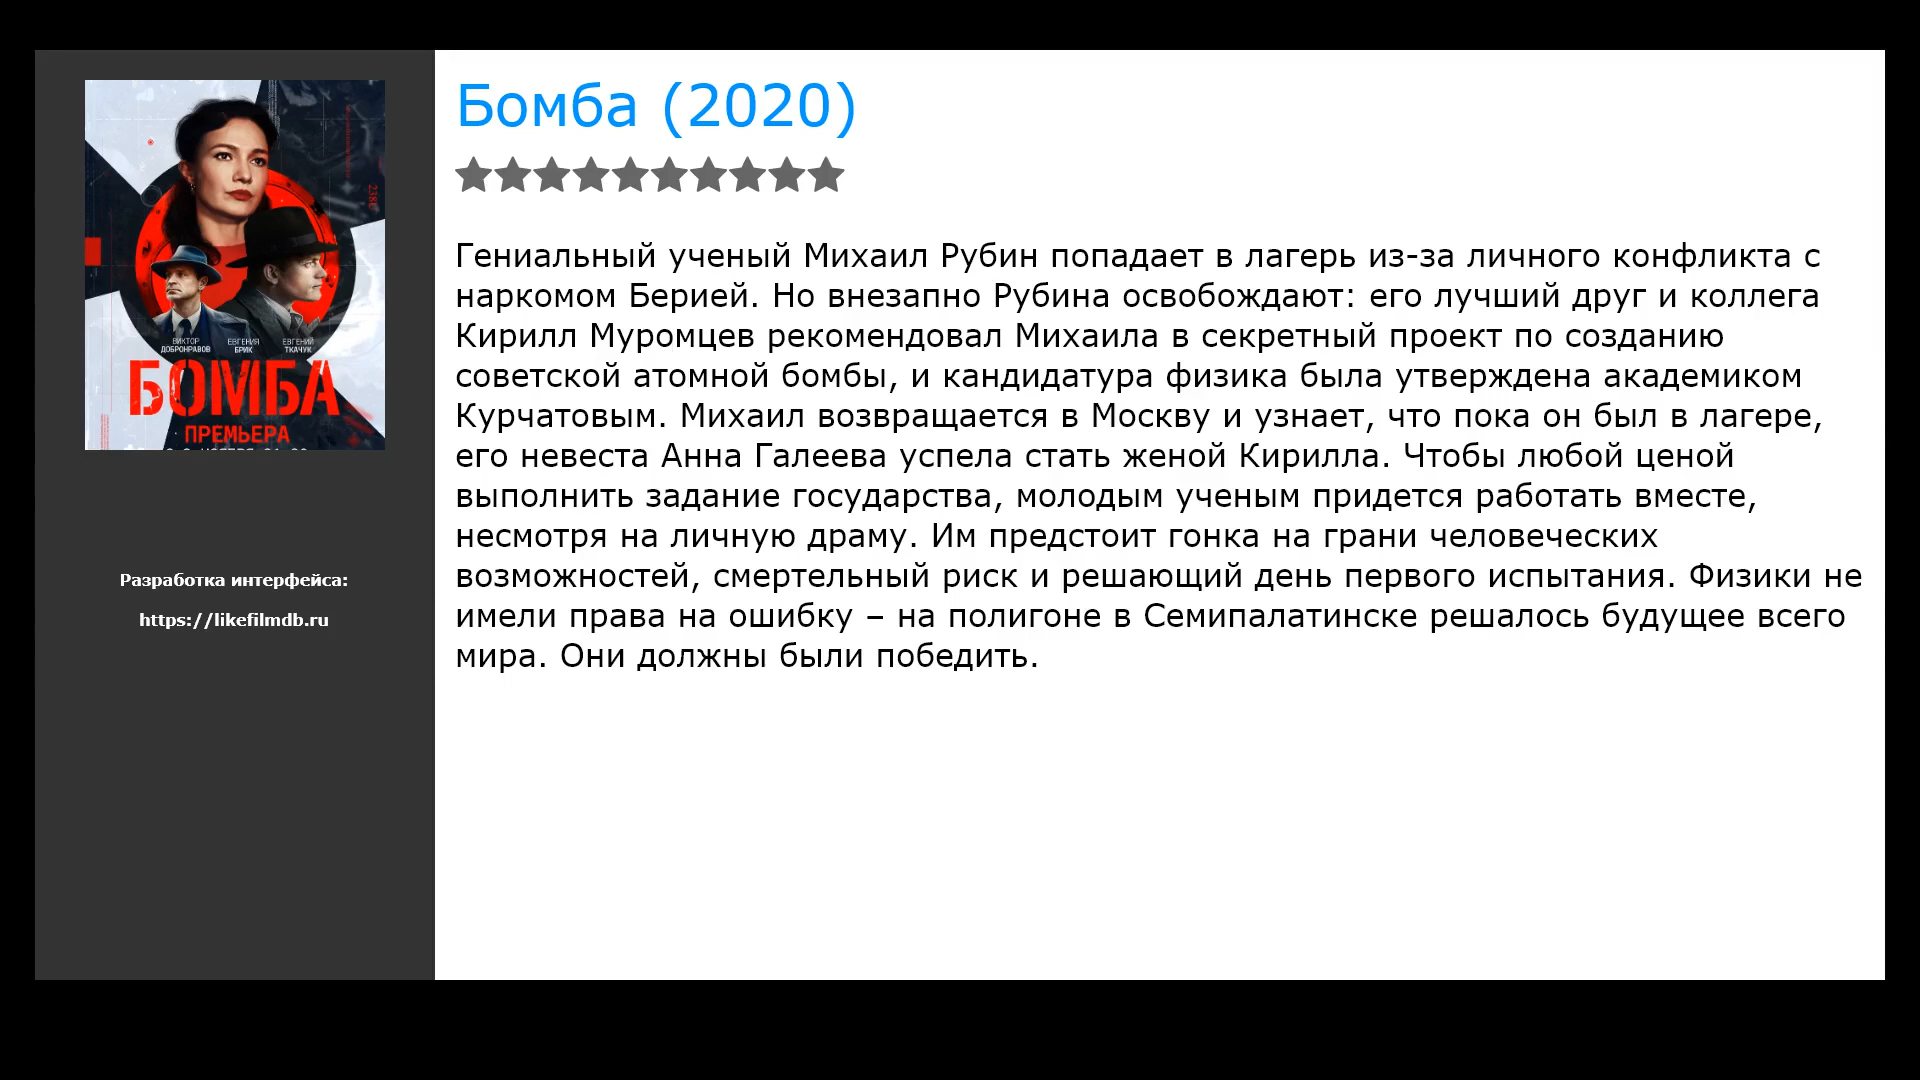 Бомба (2020)
Гениальный ученый Михаил Рубин попадает в лагерь из-за личного конфликта с
наркомом Берией. Но внезапно Рубина освобождают: его лучший друг и коллега
Кирилл Муромцев рекомендовал Михаила в секретный проект по созданию
советской атомной бомбы, и кандидатура физика была утверждена академиком
Курчатовым. Михаил возвращается в Москву и узнает, что пока он был в лагере,
его невеста Анна Галеева успела стать женой Кирилла. Чтобы любой ценой
выполнить задание государства, молодым ученым придется работать вместе,
несмотря на личную драму. Им предстоит гонка на грани человеческих
возможностей, смертельный риск и решающий день первого испытания. Физики не
имели права на ошибку – на полигоне в Семипалатинске решалось будущее всего
мира. Они должны были победить.
ВИКТОР ДОБРОНРАВОВ
ЕВГЕНИЯ БРИК
ЕВГЕНИЙ ТКАЧУК
БОМБА
ПРЕМЬЕРА
Разработка интерфейса:
https://likefilmdb.ru